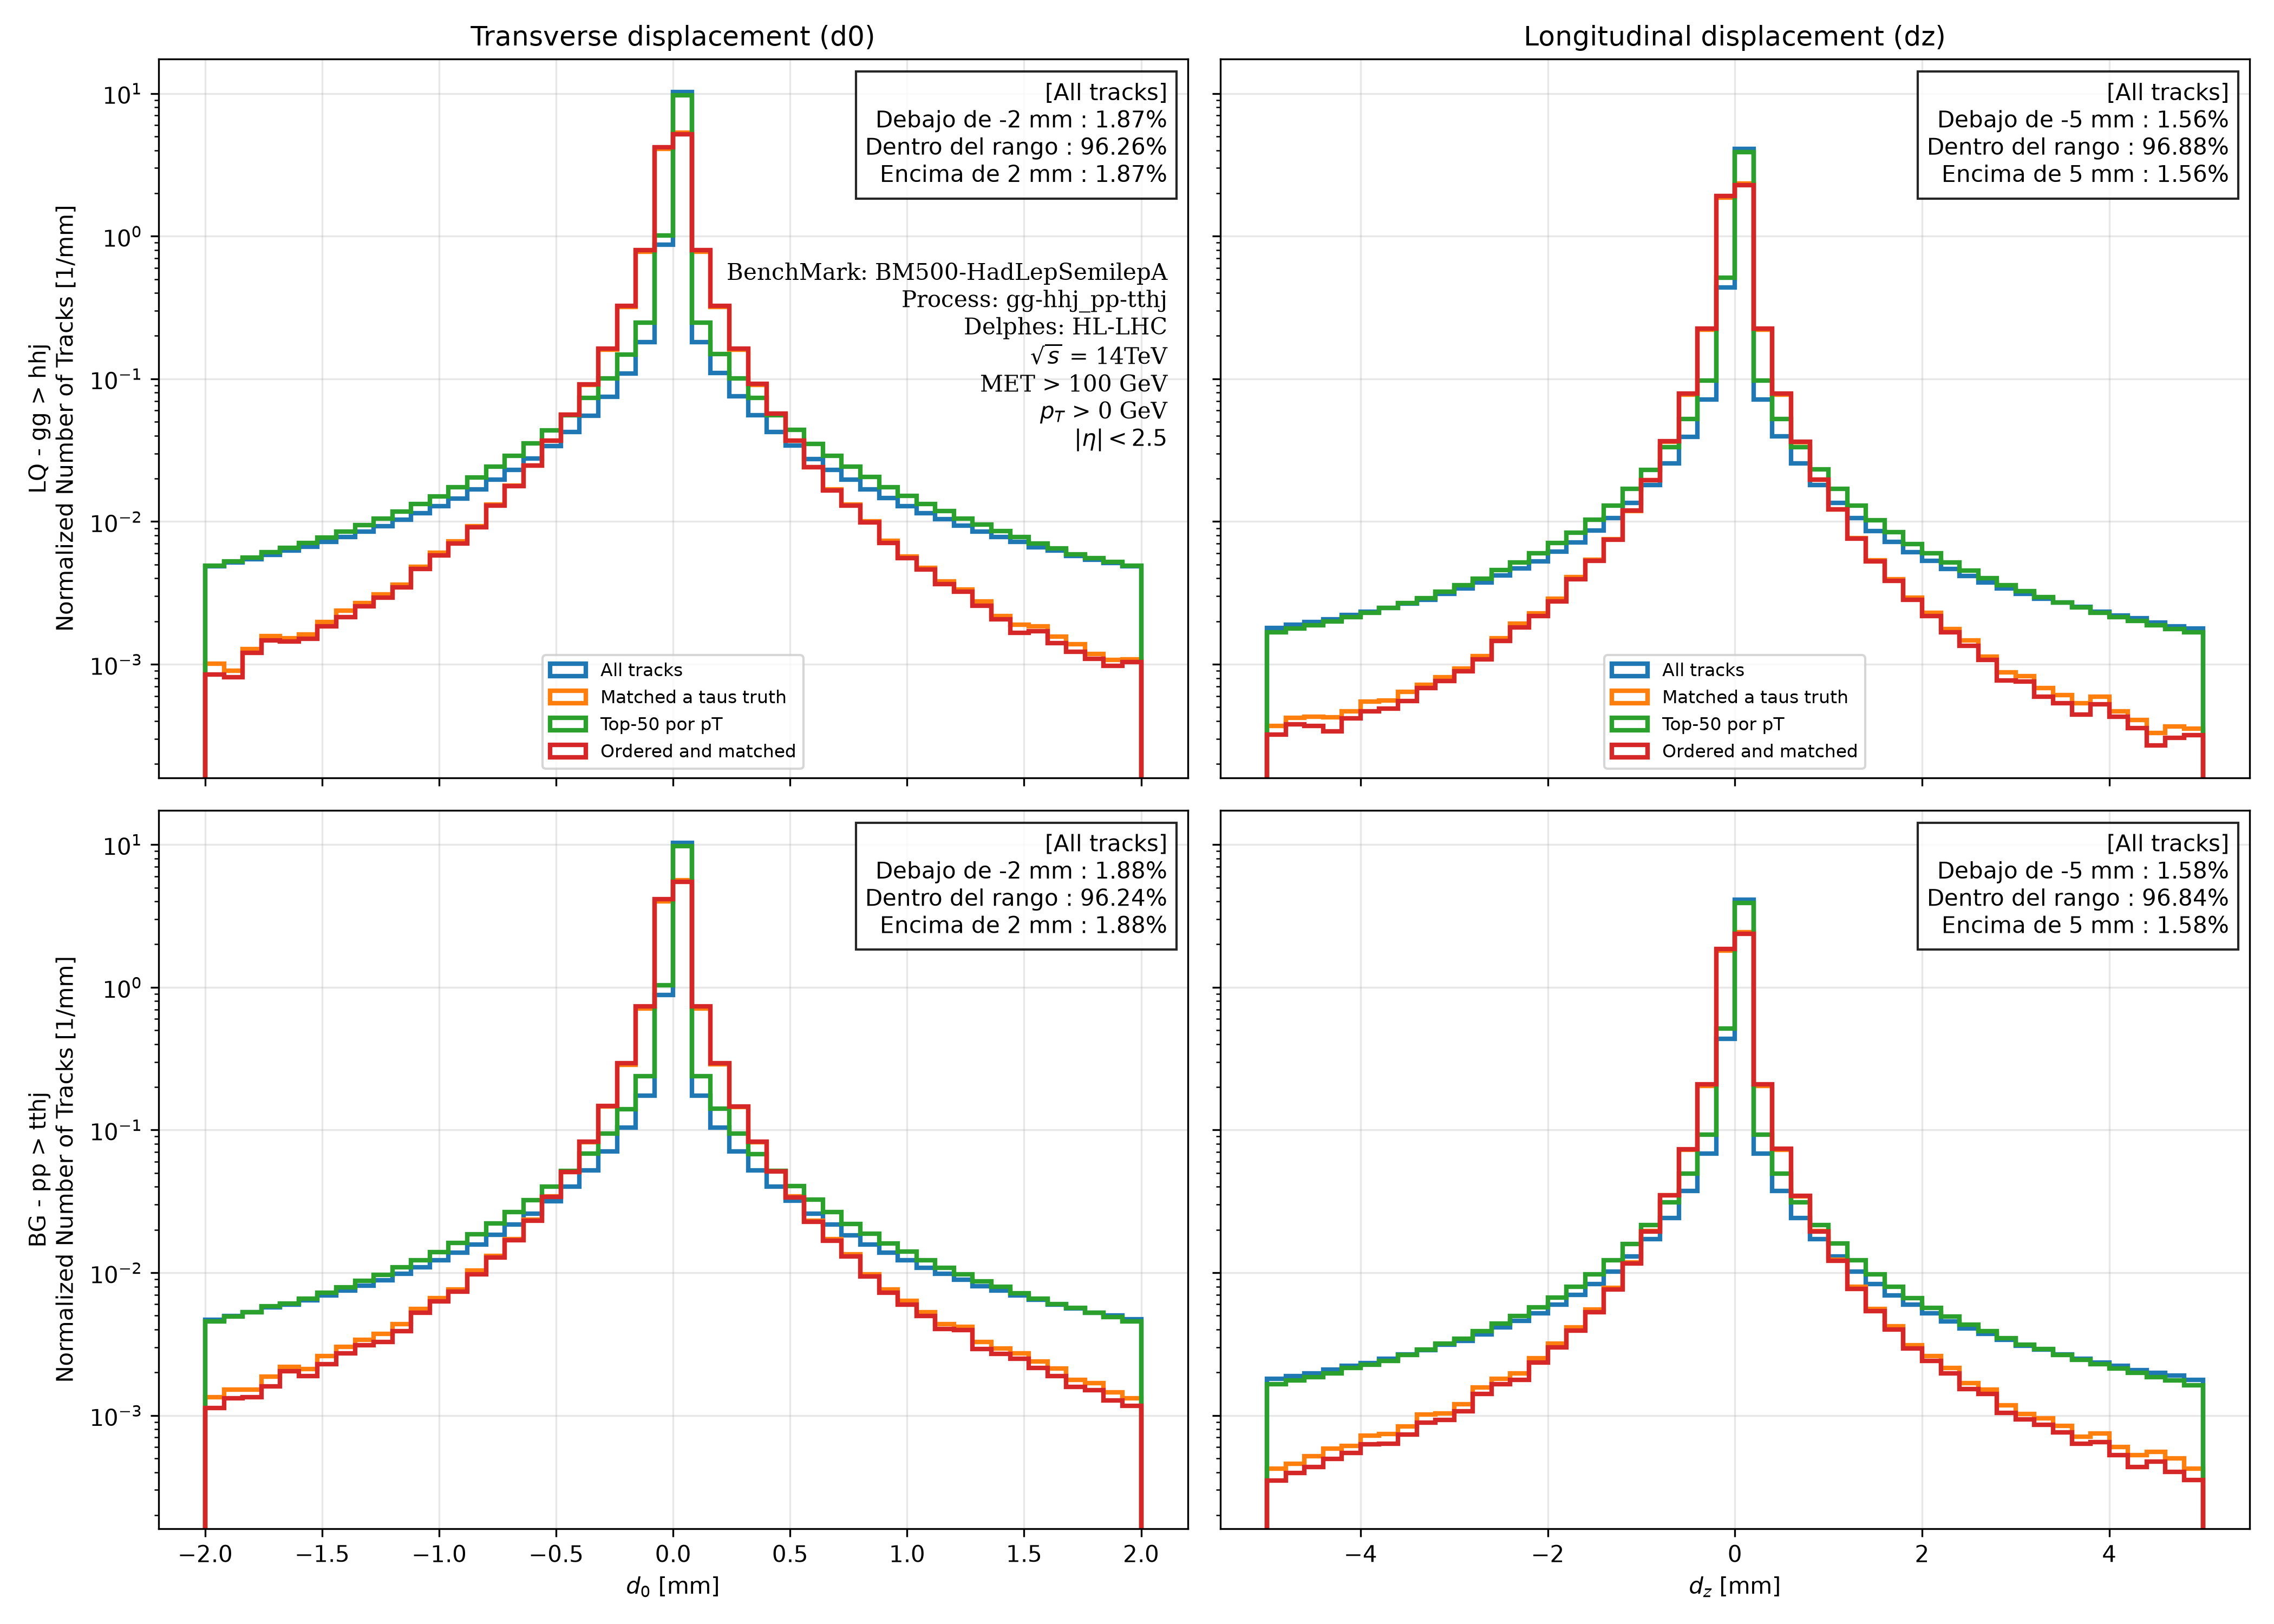 Transverse displacement (d0)
Longitudinal displacement (dz)
LQ - gg > hhj
Normalized Number of Tracks [1/mm]
10¹
10⁰
10⁻¹
10⁻²
10⁻³
[All tracks]
Debajo de -2 mm : 1.87%
Dentro del rango : 96.26%
Encima de 2 mm : 1.87%
BenchMark: BM500-HadLepSemilepA
Process: gg-hhj_pp-tthj
Delphes: HL-LHC
√s = 14TeV
MET > 100 GeV
p_T > 0 GeV
|η| < 2.5
All tracks
Matched a taus truth
Top-50 por pT
Ordered and matched
[All tracks]
Debajo de -5 mm : 1.56%
Dentro del rango : 96.88%
Encima de 5 mm : 1.56%
All tracks
Matched a taus truth
Top-50 por pT
Ordered and matched
BG - pp > tthj
Normalized Number of Tracks [1/mm]
10¹
10⁰
10⁻¹
10⁻²
10⁻³
[All tracks]
Debajo de -2 mm : 1.88%
Dentro del rango : 96.24%
Encima de 2 mm : 1.88%
−2.0 −1.5 −1.0 −0.5 0.0 0.5 1.0 1.5 2.0
d₀ [mm]
[All tracks]
Debajo de -5 mm : 1.58%
Dentro del rango : 96.84%
Encima de 5 mm : 1.58%
−4 −2 0 2 4
d_z [mm]